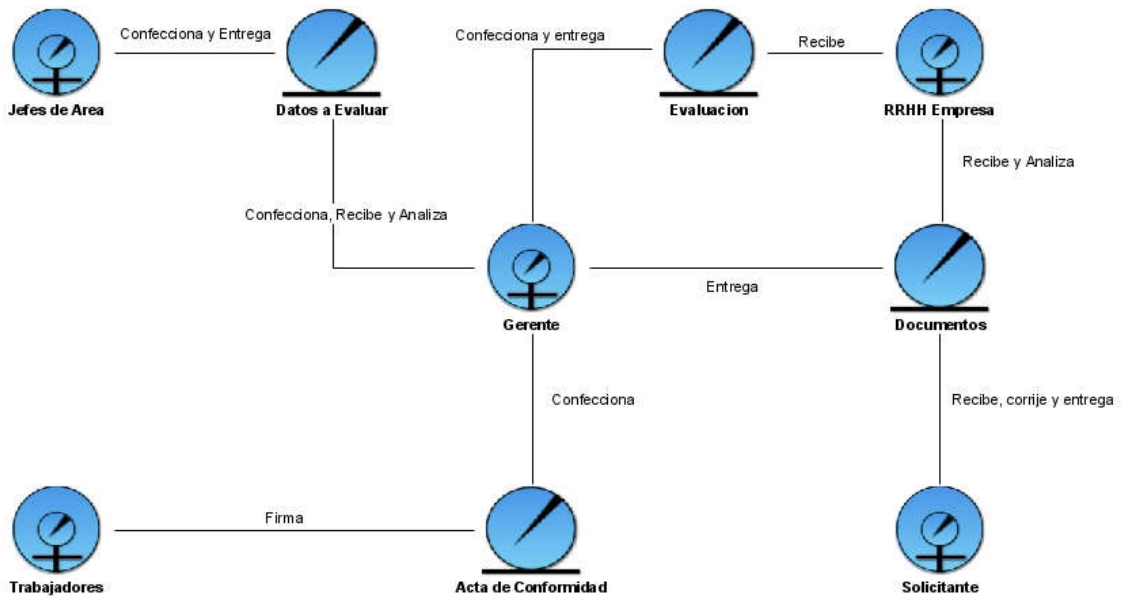 Confecciona y Entrega
Confecciona y entrega
Recibe
Jefes de Area
Datos a Evaluar
Evaluacion
RRHH Empresa
Recibe y Analiza
Confecciona, Recibe y Analiza
Entrega
Gerente
Documentos
Confecciona
Recibe, corrije y entrega
Firma
Trabajadores
Acta de Conformidad
Solicitante